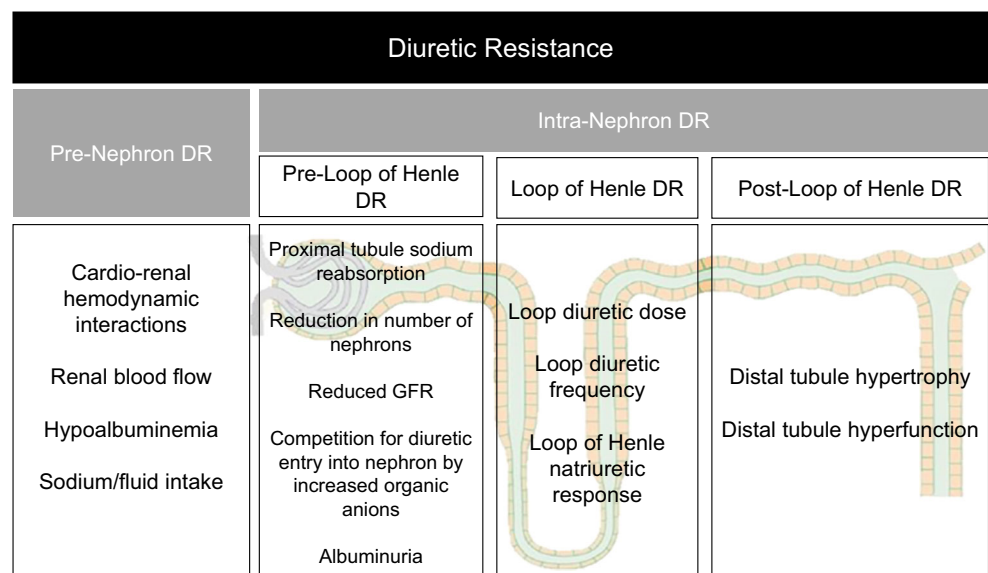 Diuretic Resistance
Pre-Nephron DR
Intra-Nephron DR
Pre-Loop of Henle
DR
Loop of Henle DR
Post-Loop of Henle DR
Cardio-renal
hemodynamic
interactions
Renal blood flow
Hypoalbuminemia
Sodium/fluid intake
Proximal tubule sodium
reabsorption
Reduction in number of
nephrons
Reduced GFR
Competition for diuretic
entry into nephron by
increased organic
anions
Albuminuria
Loop diuretic dose
Loop diuretic
frequency
Loop of Henle
natriuretic
response
Distal tubule hypertrophy
Distal tubule hyperfunction